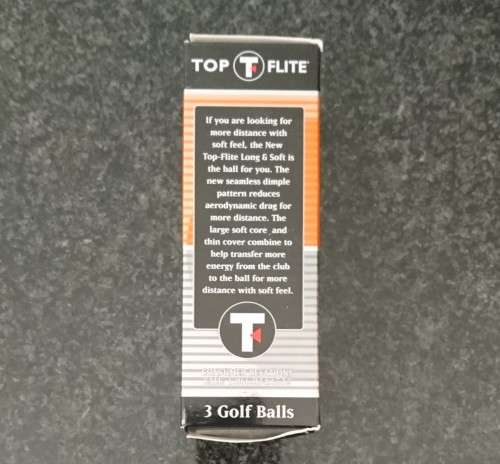 TOP T FLITE
If you are looking for
more distance with
soft feel, the New
Top-Flite Long & Soft is
the ball for you. The
new seamless dimple
pattern reduces
aerodynamic drag for
more distance. The
large soft core and
thin cover combine to
help transfer more
energy from the club
to the ball for more
distance with soft feel.
T
3 Golf Balls